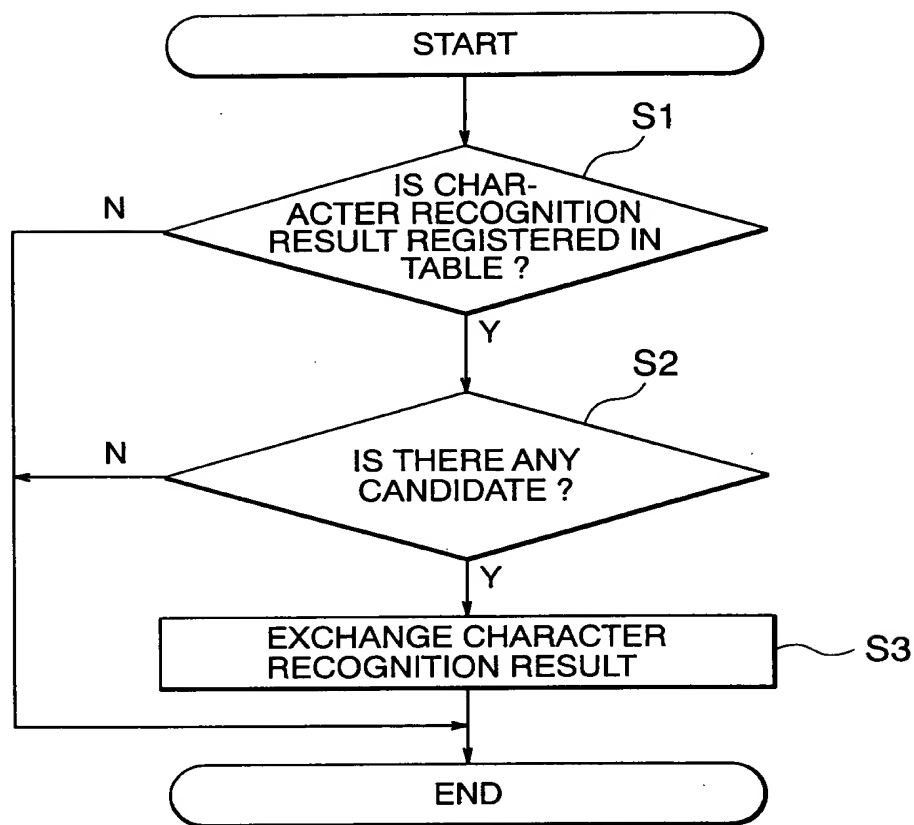 START
S1
IS CHAR-
ACTER RECOGNITION
RESULT REGISTERED IN
TABLE ?
N
Y
S2
IS THERE ANY
CANDIDATE ?
N
Y
EXCHANGE CHARACTER
RECOGNITION RESULT
S3
END